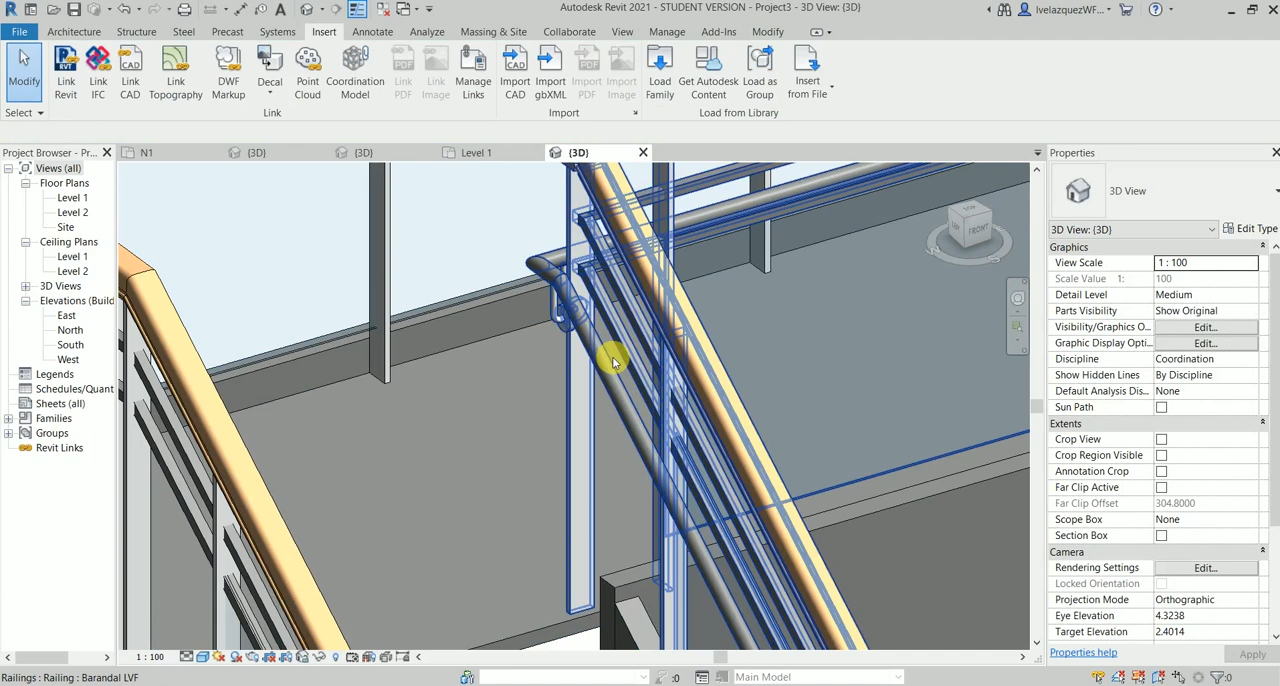 Autodesk Revit 2021 - STUDENT VERSION - Project3 - 3D View: {3D}
lvelazquezWF...
File Architecture Structure Steel Precast Systems Insert Annotate Analyze Massing & Site Collaborate View Manage Add-Ins Modify
Modify
Link Revit
Link IFC
Link CAD
Link Topography
DWF Markup
Decal
Point Cloud
Coordination Model
Link PDF
Link Image
Manage Links
Import CAD
Import gbXML
Import PDF
Import Image
Load Family
Get Autodesk Content
Load as Group
Insert from File
Select
Link
Import
Load from Library
Project Browser - Pr...
N1
{3D}
{3D}
Level 1
{3D}
Properties
Views (all)
Floor Plans
Level 1
Level 2
Site
Ceiling Plans
Level 1
Level 2
3D Views
Elevations (Build
East
North
South
West
Legends
Schedules/Quant
Sheets (all)
Families
Groups
Revit Links
FRONT
3D View
3D View: {3D}
Edit Type
Graphics
View Scale 1 : 100
Scale Value 1: 100
Detail Level Medium
Parts Visibility Show Original
Visibility/Graphics O... Edit...
Graphic Display Opti... Edit...
Discipline Coordination
Show Hidden Lines By Discipline
Default Analysis Dis... None
Sun Path
Extents
Crop View
Crop Region Visible
Annotation Crop
Far Clip Active
Far Clip Offset 304.8000
Scope Box None
Section Box
Camera
Rendering Settings Edit...
Locked Orientation
Projection Mode Orthographic
Eye Elevation 4.3238
Target Elevation 2.4014
Properties help
Apply
1 : 100
Railings : Railing : Barandal LVF
:0
Main Model
:0